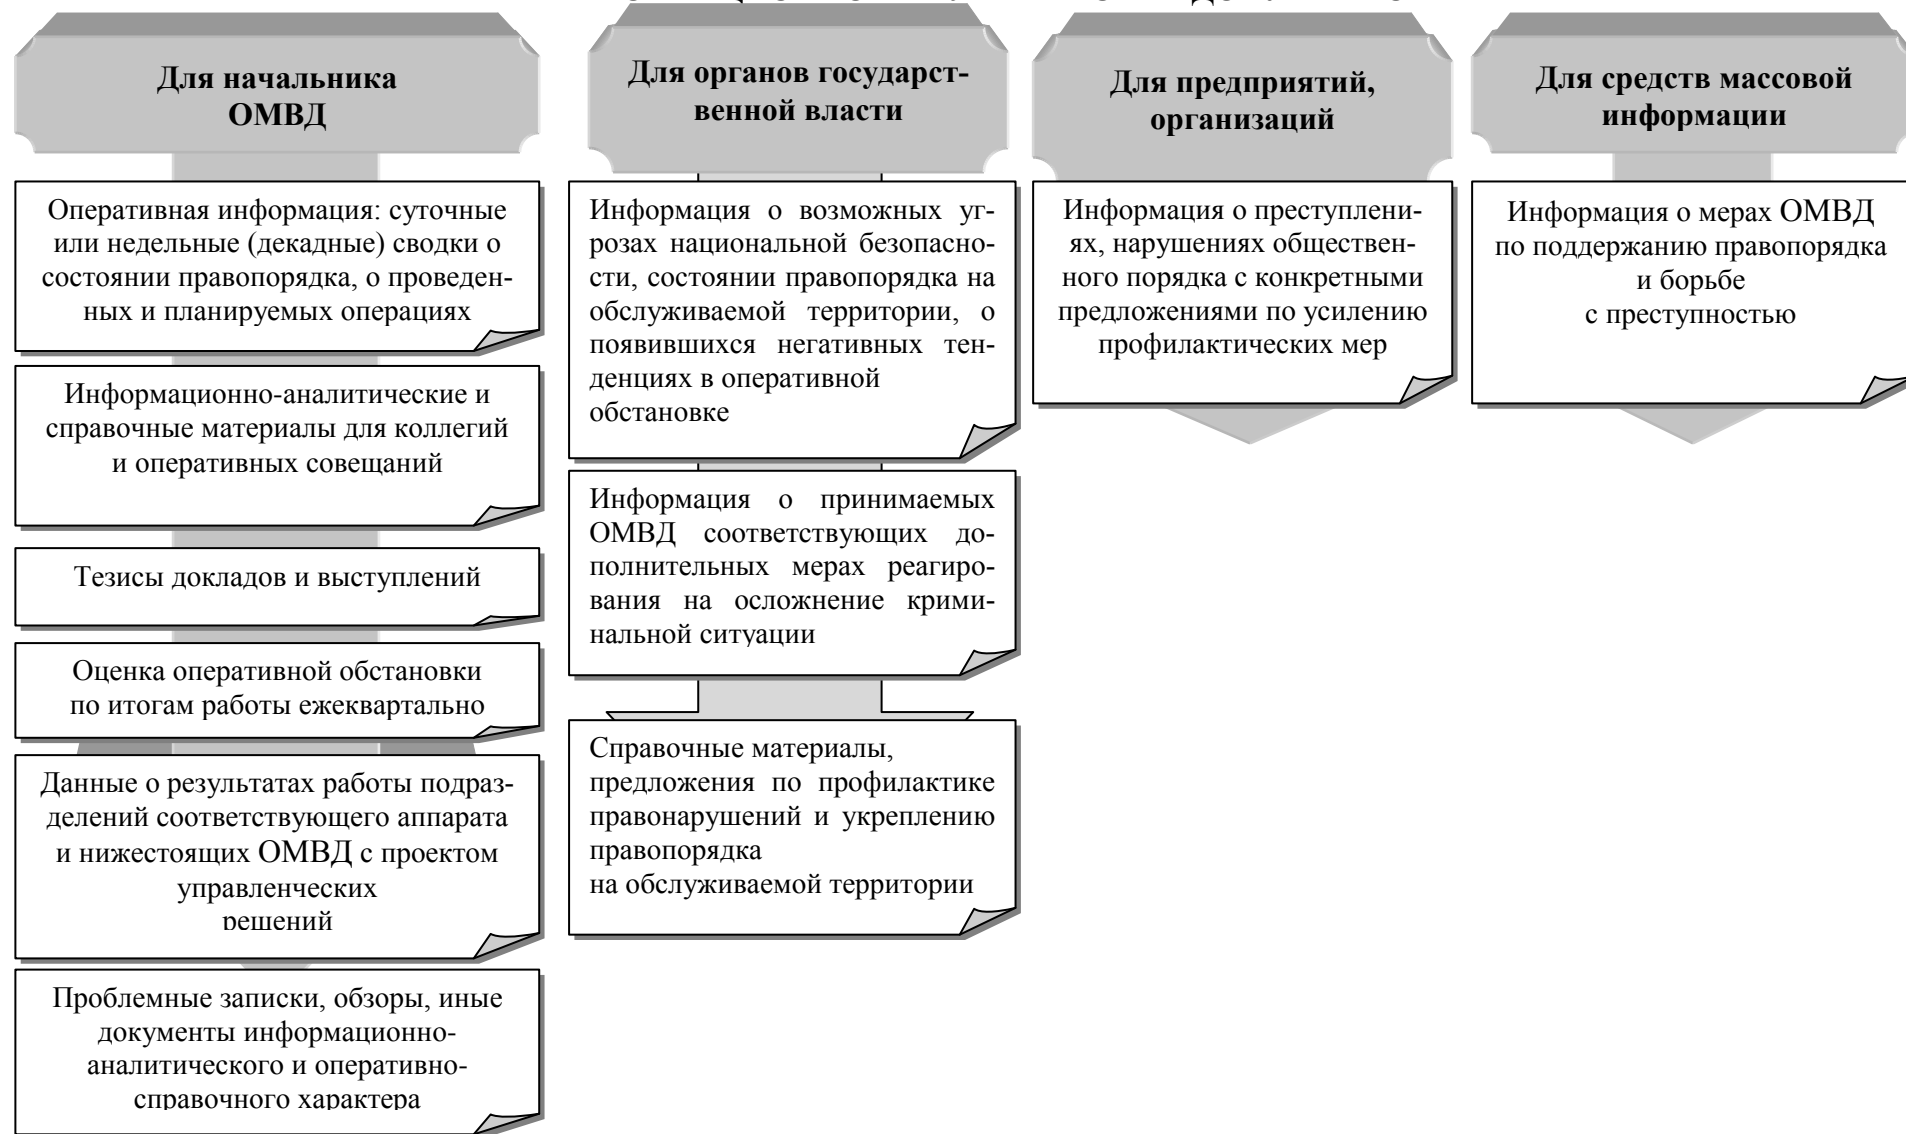 Для начальника
ОМВД
Оперативная информация: суточные
или недельные (декадные) сводки о
состоянии правопорядка, о проведен-
ных и планируемых операциях
Информационно-аналитические и
справочные материалы для коллегий
и оперативных совещаний
Тезисы докладов и выступлений
Оценка оперативной обстановки
по итогам работы ежеквартально
Данные о результатах работы подраз-
делений соответствующего аппарата
и нижестоящих ОМВД с проектом
управленческих
решений
Проблемные записки, обзоры, иные
документы информационно-
аналитического и оперативно-
справочного характера
Для органов государст-
венной власти
Информация о возможных уг-
розах национальной безопасно-
сти, состоянии правопорядка на
обслуживаемой территории, о
появившихся негативных тен-
денциях в оперативной
обстановке
Информация о принимаемых
ОМВД соответствующих до-
полнительных мерах реагиро-
вания на осложнение крими-
нальной ситуации
Справочные материалы,
предложения по профилактике
правонарушений и укреплению
правопорядка
на обслуживаемой территории
Для предприятий,
организаций
Информация о преступлени-
ях, нарушениях обществен-
ного порядка с конкретными
предложениями по усилению
профилактических мер
Для средств массовой
информации
Информация о мерах ОМВД
по поддержанию правопорядка
и борьбе
с преступностью